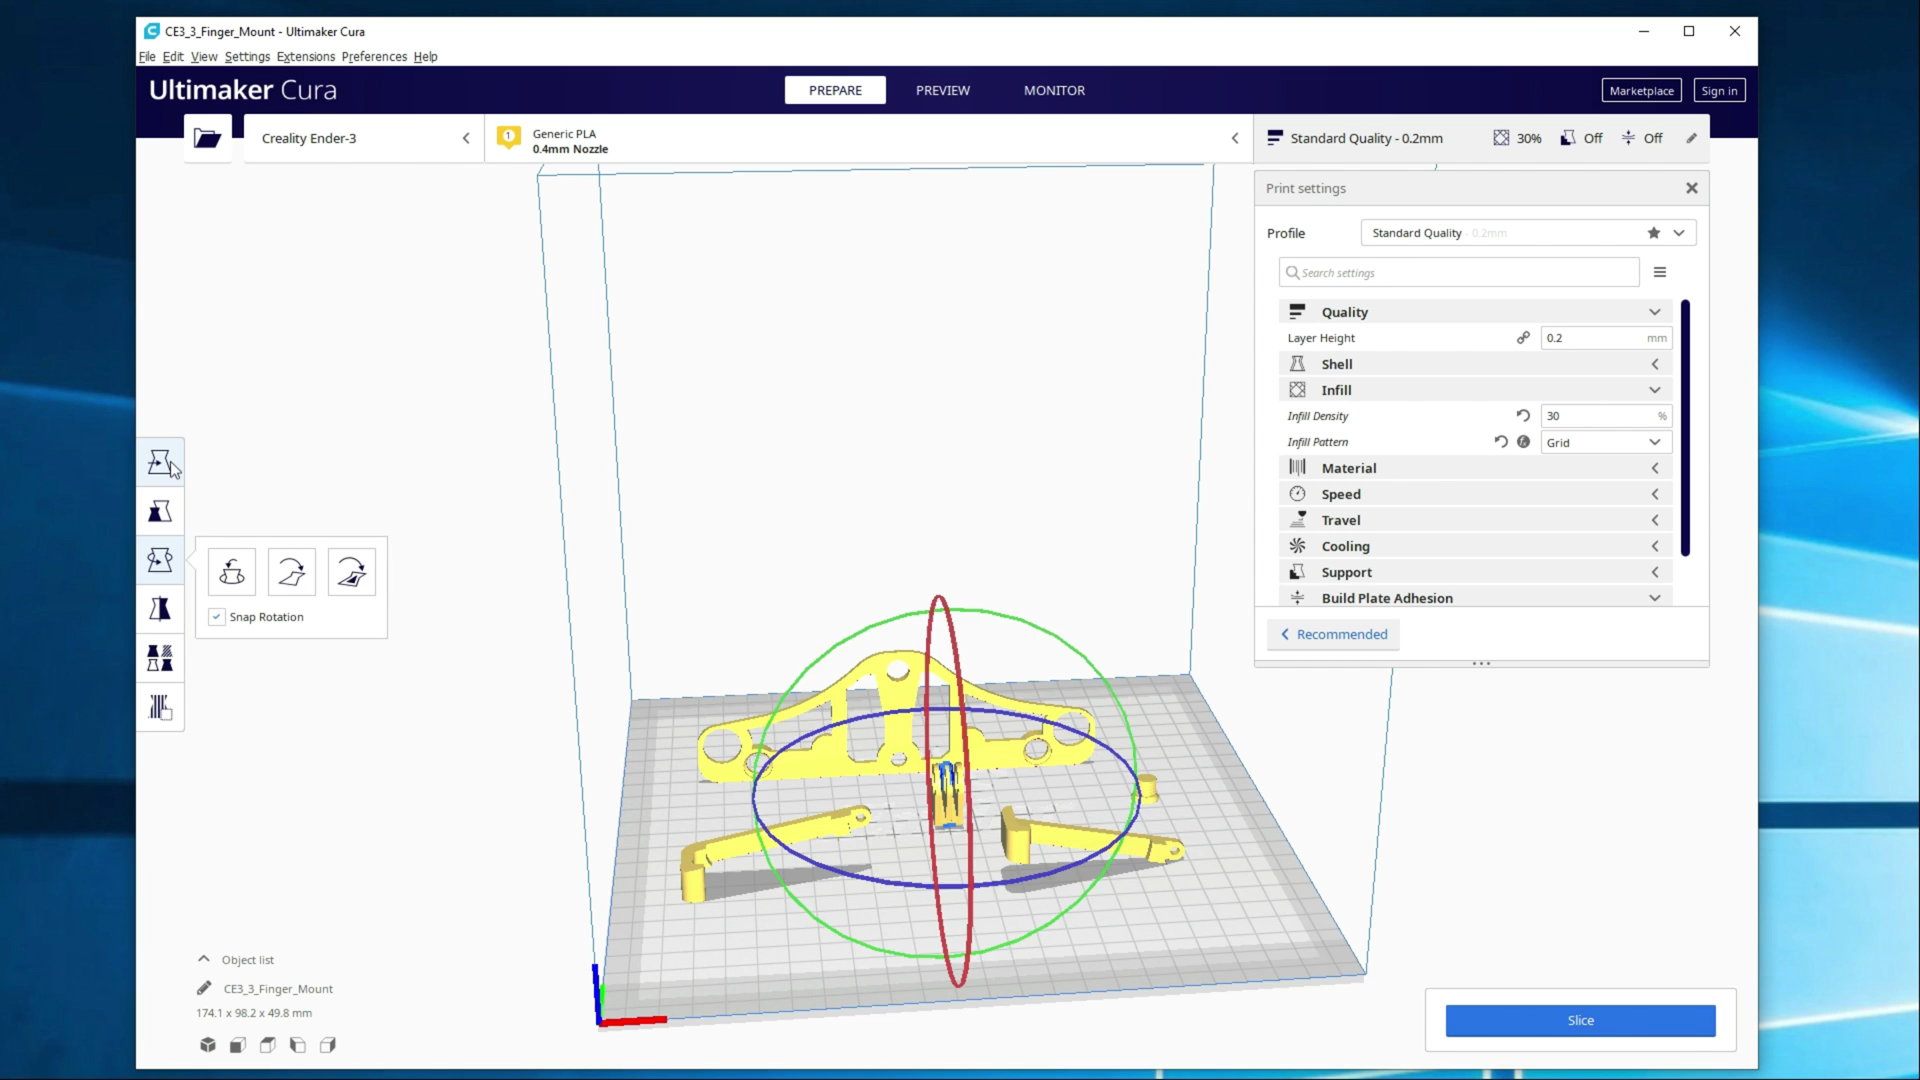 CE3_3_Finger_Mount - Ultimaker Cura
File Edit View Settings Extensions Preferences Help
Ultimaker Cura
PREPARE
PREVIEW
MONITOR
Marketplace
Sign in
Creality Ender-3
1
Generic PLA
0.4mm Nozzle
Standard Quality - 0.2mm
30%
Off
Off
Print settings
Profile
Standard Quality - 0.2mm
Search settings
Quality
Layer Height
0.2 mm
Shell
Infill
Infill Density
30 %
Infill Pattern
Grid
Material
Speed
Travel
Cooling
Support
Build Plate Adhesion
Recommended
Snap Rotation
Object list
CE3_3_Finger_Mount
174.1 x 98.2 x 49.8 mm
Slice